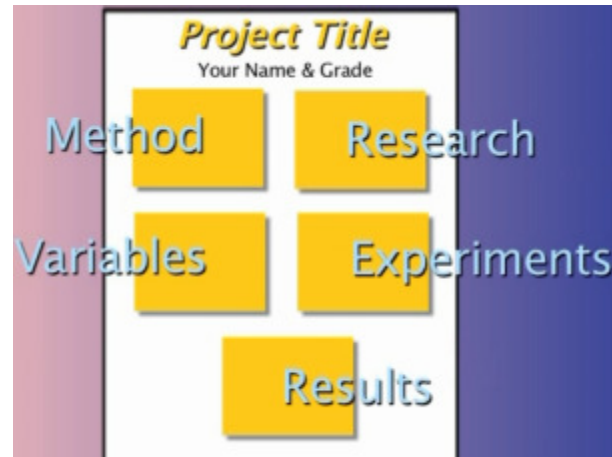 Project Title
Your Name & Grade
Method
Research
Variables
Experiments
Results